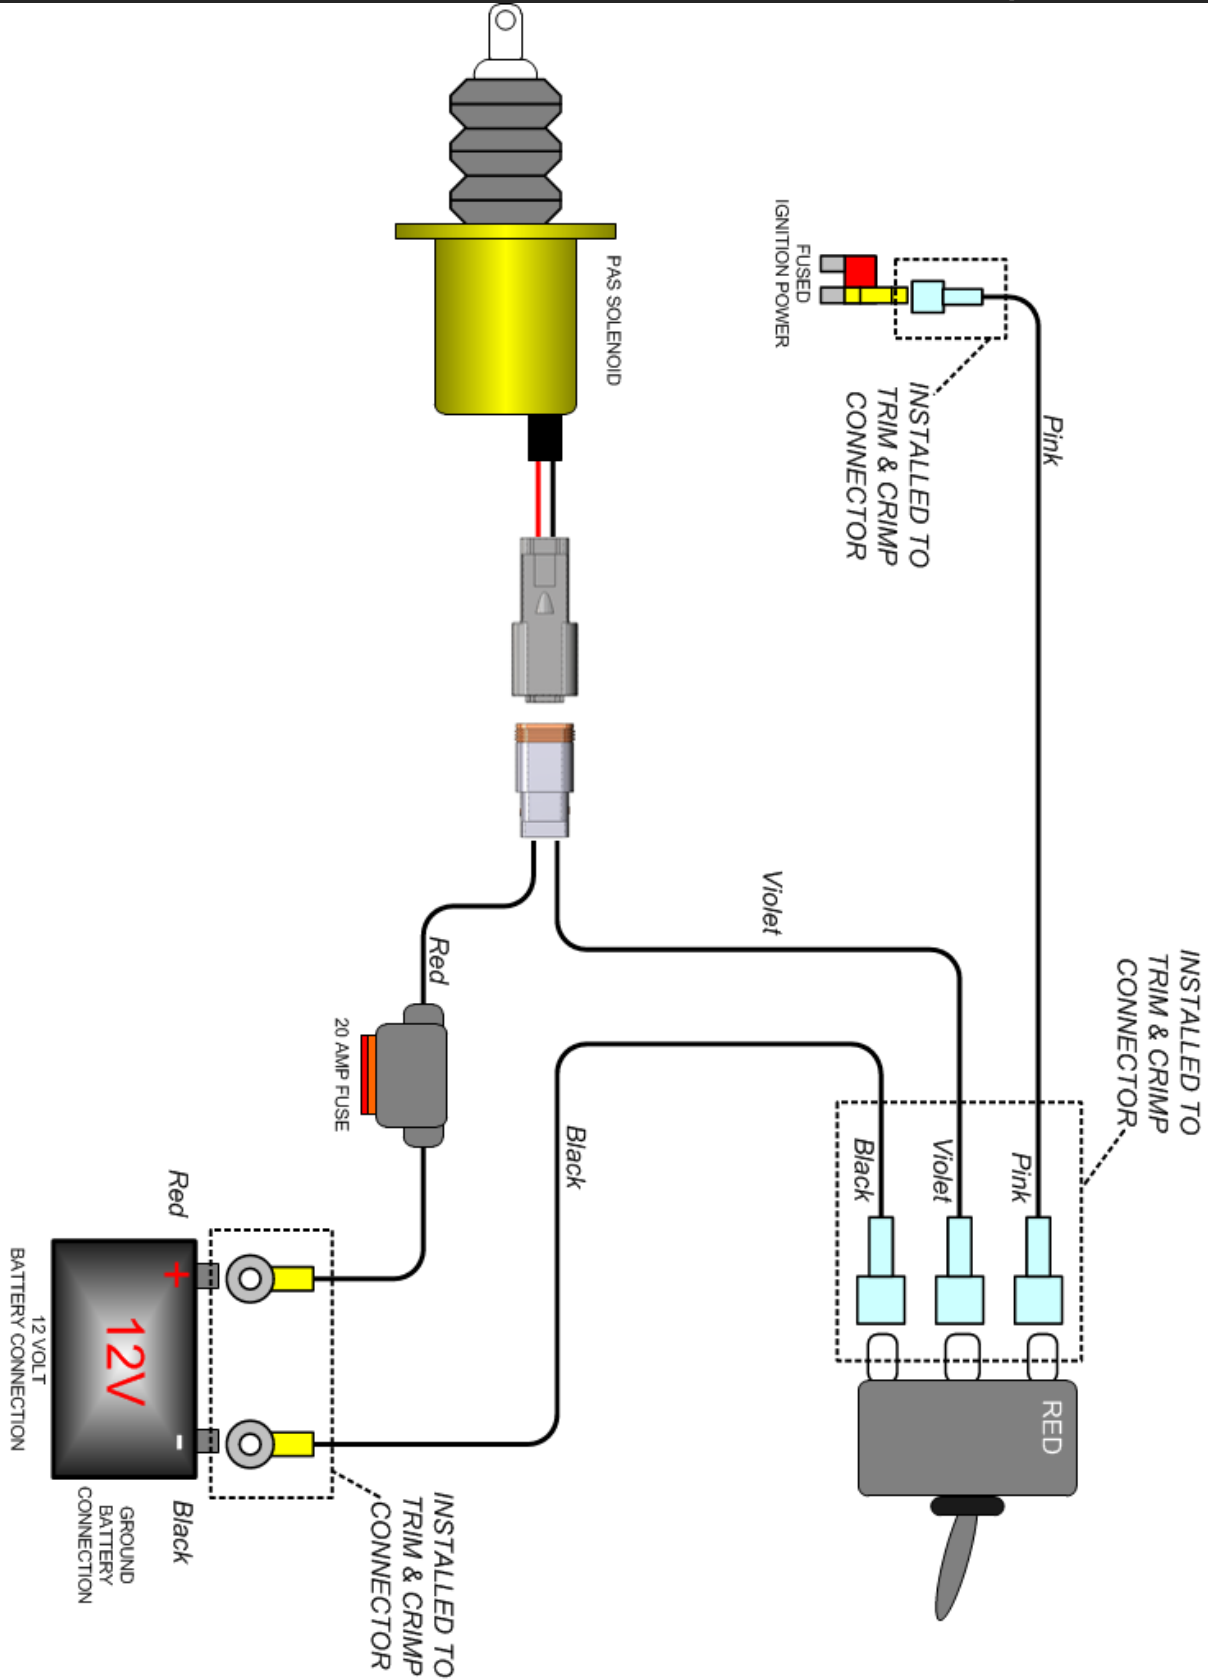 FUSED
IGNITION POWER
INSTALLED TO
TRIM & CRIMP
CONNECTOR
Pink
PAS SOLENOID
Violet
INSTALLED TO
TRIM & CRIMP
CONNECTOR
Pink
Violet
Black
RED
Red
20 AMP FUSE
Black
Red
+
12V
-
12 VOLT
BATTERY CONNECTION
Black
GROUND
BATTERY
CONNECTION
INSTALLED TO
TRIM & CRIMP
CONNECTOR